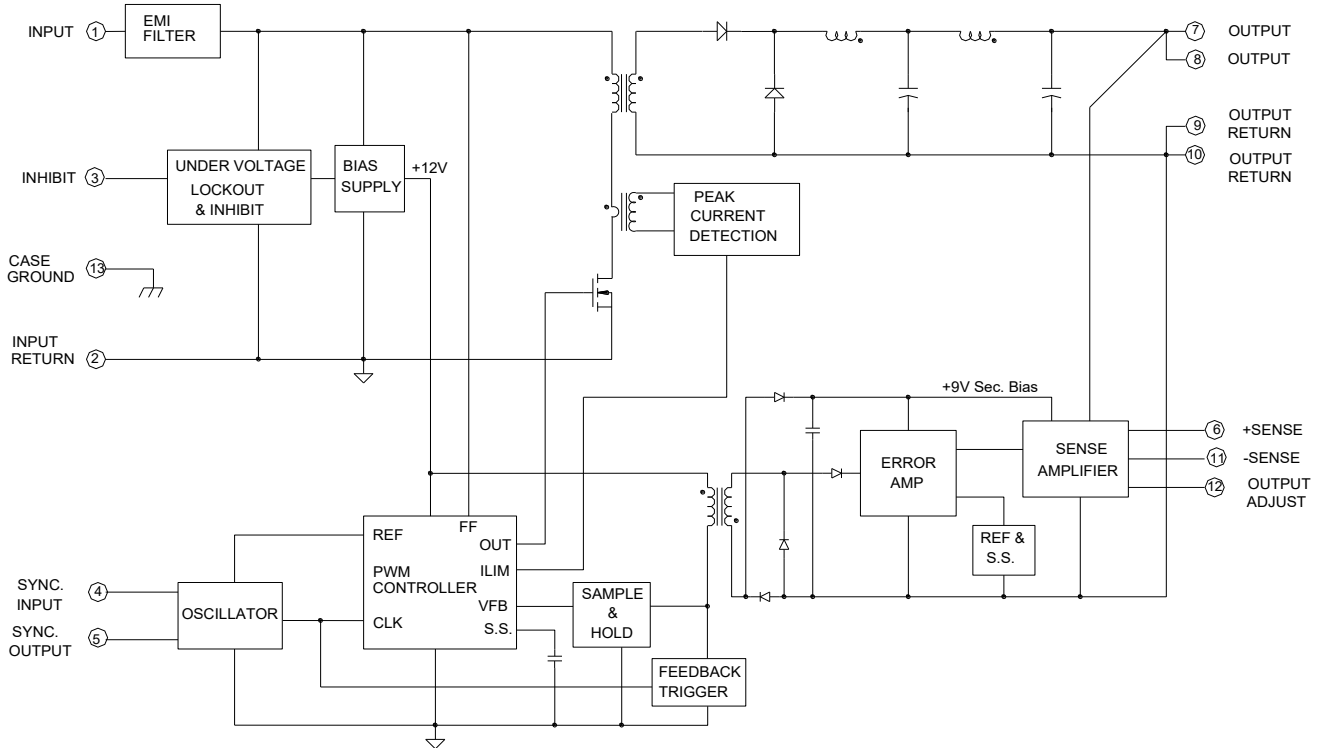 EMI
FILTER
INPUT
1
7
OUTPUT
8
OUTPUT
9
OUTPUT
RETURN
10
OUTPUT
RETURN
INHIBIT
3
UNDER VOLTAGE
LOCKOUT
& INHIBIT
BIAS
SUPPLY
+12V
PEAK
CURRENT
DETECTION
CASE
GROUND
13
INPUT
RETURN
2
+9V Sec. Bias
ERROR
AMP
SENSE
AMPLIFIER
6
+SENSE
11
-SENSE
12
OUTPUT
ADJUST
REF &
S.S.
REF
FF
OUT
PWM
CONTROLLER
ILIM
VFB
CLK
S.S.
SAMPLE
&
HOLD
FEEDBACK
TRIGGER
SYNC.
INPUT
4
OSCILLATOR
SYNC.
OUTPUT
5